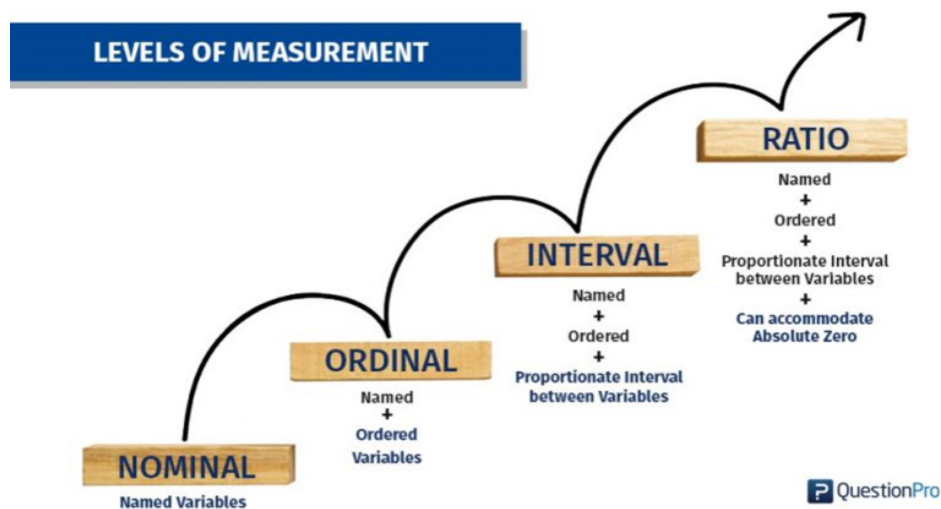 LEVELS OF MEASUREMENT
NOMINAL
Named Variables
ORDINAL
Named
+
Ordered
Variables
INTERVAL
Named
+
Ordered
+
Proportionate Interval
between Variables
RATIO
Named
+
Ordered
+
Proportionate Interval
between Variables
+
Can accommodate
Absolute Zero
QuestionPro